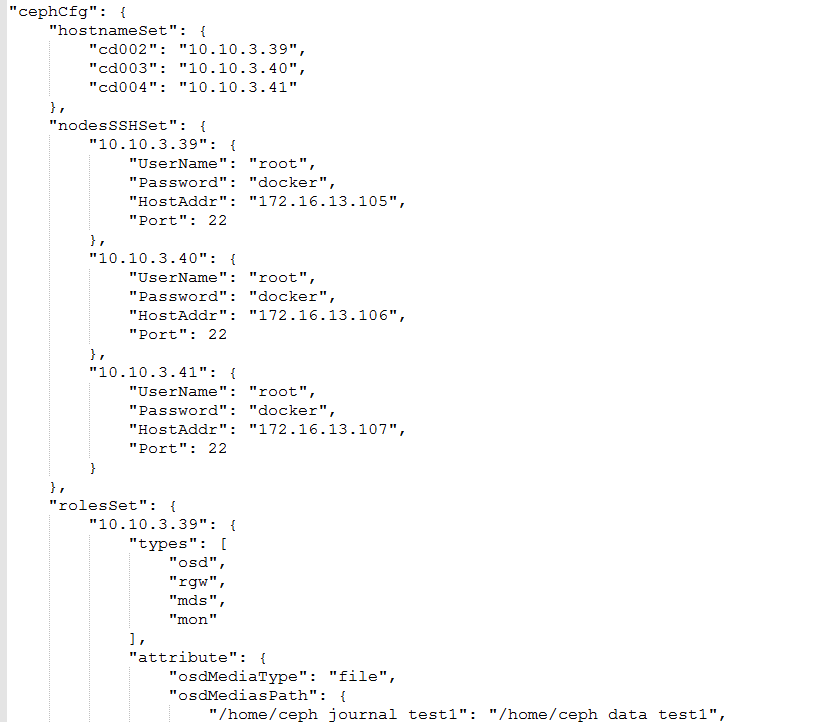 "cephCfg": {
"hostnameSet": {
"cd002": "10.10.3.39",
"cd003": "10.10.3.40",
"cd004": "10.10.3.41"
},
"nodesSSHSet": {
"10.10.3.39": {
"UserName": "root",
"Password": "docker",
"HostAddr": "172.16.13.105",
"Port": 22
},
"10.10.3.40": {
"UserName": "root",
"Password": "docker",
"HostAddr": "172.16.13.106",
"Port": 22
},
"10.10.3.41": {
"UserName": "root",
"Password": "docker",
"HostAddr": "172.16.13.107",
"Port": 22
}
},
"rolesSet": {
"10.10.3.39": {
"types": [
"osd",
"rgw",
"mds",
"mon"
],
"attribute": {
"osdMediaType": "file",
"osdMediasPath": {
"/home/ceph_journal_test1": "/home/ceph_data_test1",